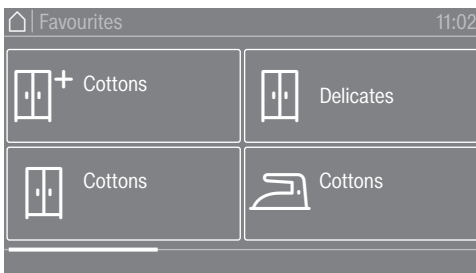 Favourites 11:02
+ Cottons
Delicates
Cottons
Cottons